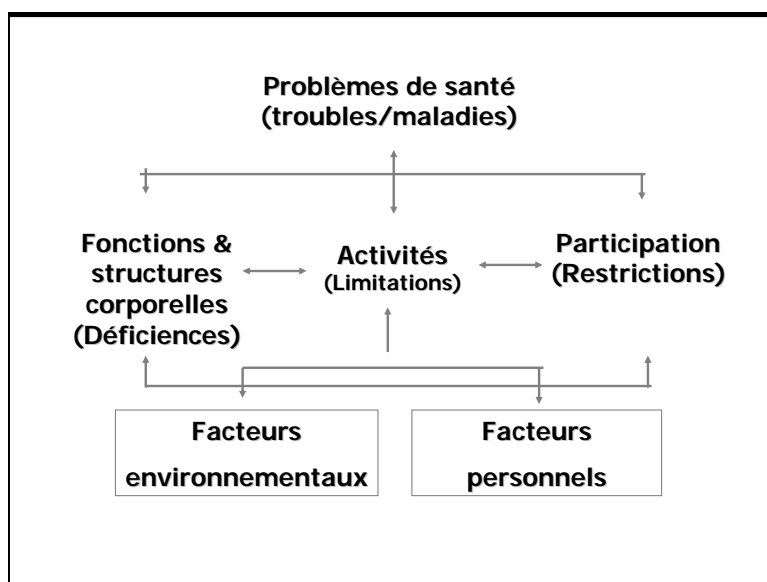 Problèmes de santé
(troubles/maladies)
Fonctions &
structures
corporelles
(Déficiences)
Activités
(Limitations)
Participation
(Restrictions)
Facteurs
environnementaux
Facteurs
personnels